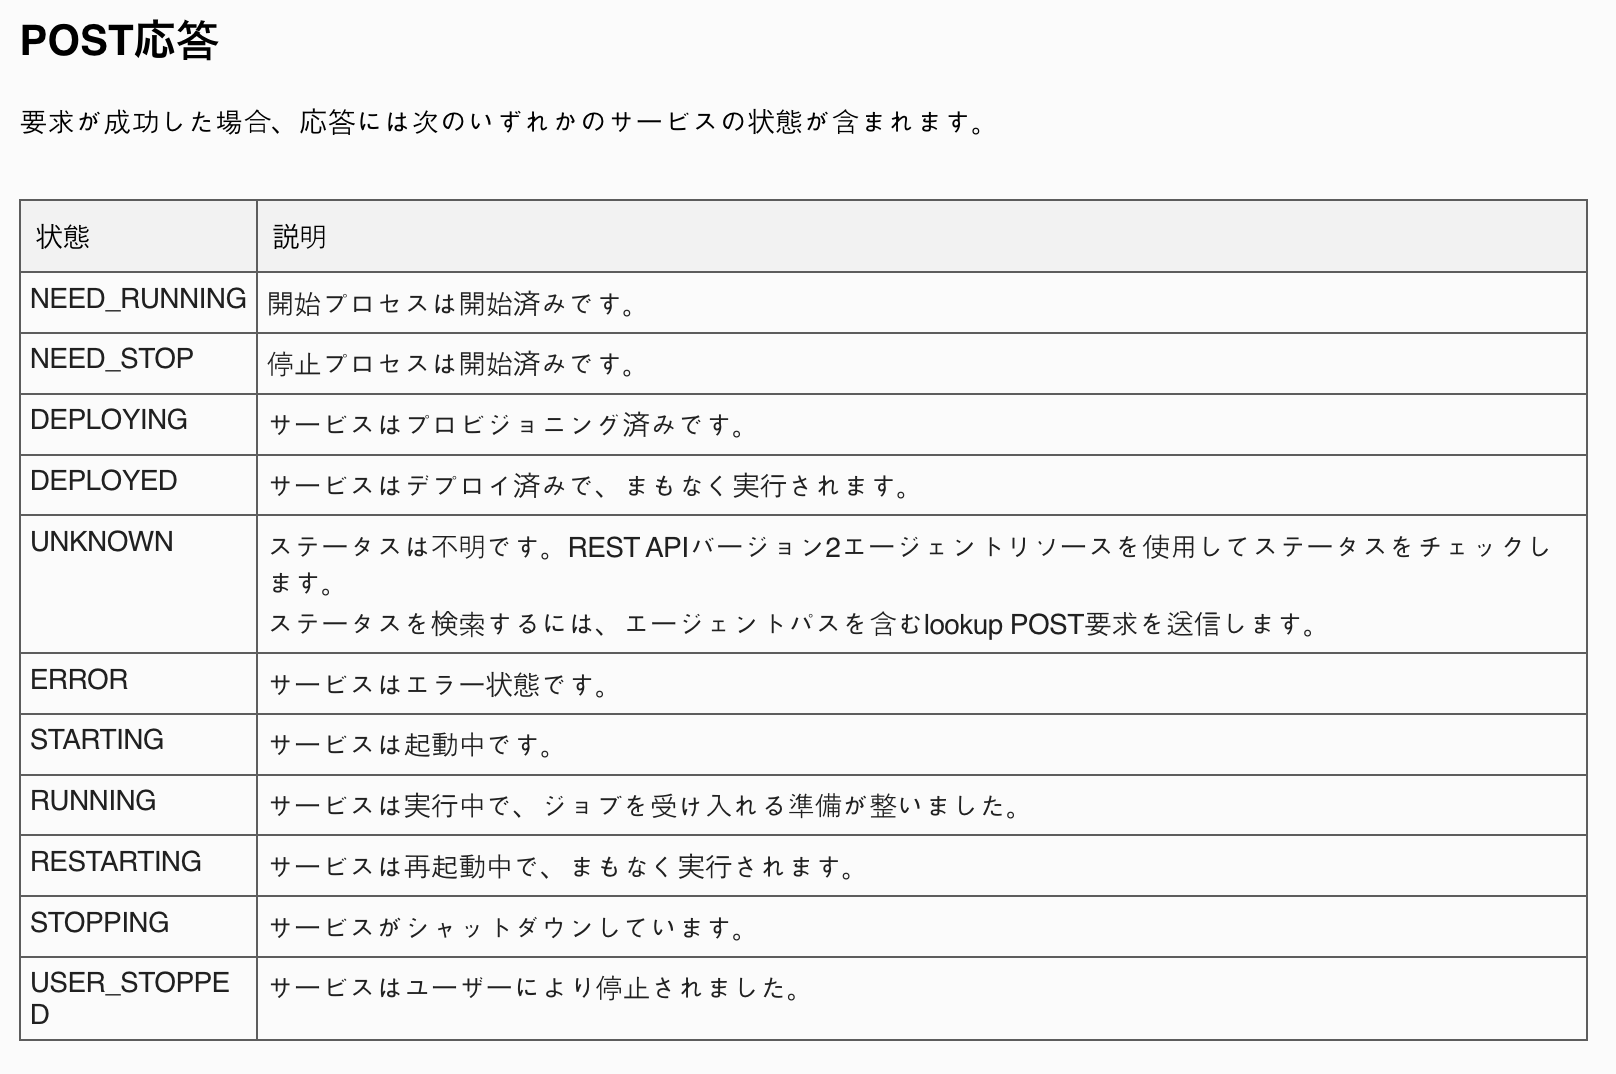 POST応答
要求が成功した場合、応答には次のいずれかのサービスの状態が含まれます。
状態 説明
NEED_RUNNING 開始プロセスは開始済みです。
NEED_STOP 停止プロセスは開始済みです。
DEPLOYING サービスはプロビジョニング済みです。
DEPLOYED サービスはデプロイ済みで、まもなく実行されます。
UNKNOWN ステータスは不明です。REST APIバージョン2エージェントリソースを使用してステータスをチェックし
ます。
ステータスを検索するには、エージェントパスを含むlookup POST要求を送信します。
ERROR サービスはエラー状態です。
STARTING サービスは起動中です。
RUNNING サービスは実行中で、ジョブを受け入れる準備が整いました。
RESTARTING サービスは再起動中で、まもなく実行されます。
STOPPING サービスがシャットダウンしています。
USER_STOPPE サービスはユーザーにより停止されました。
D